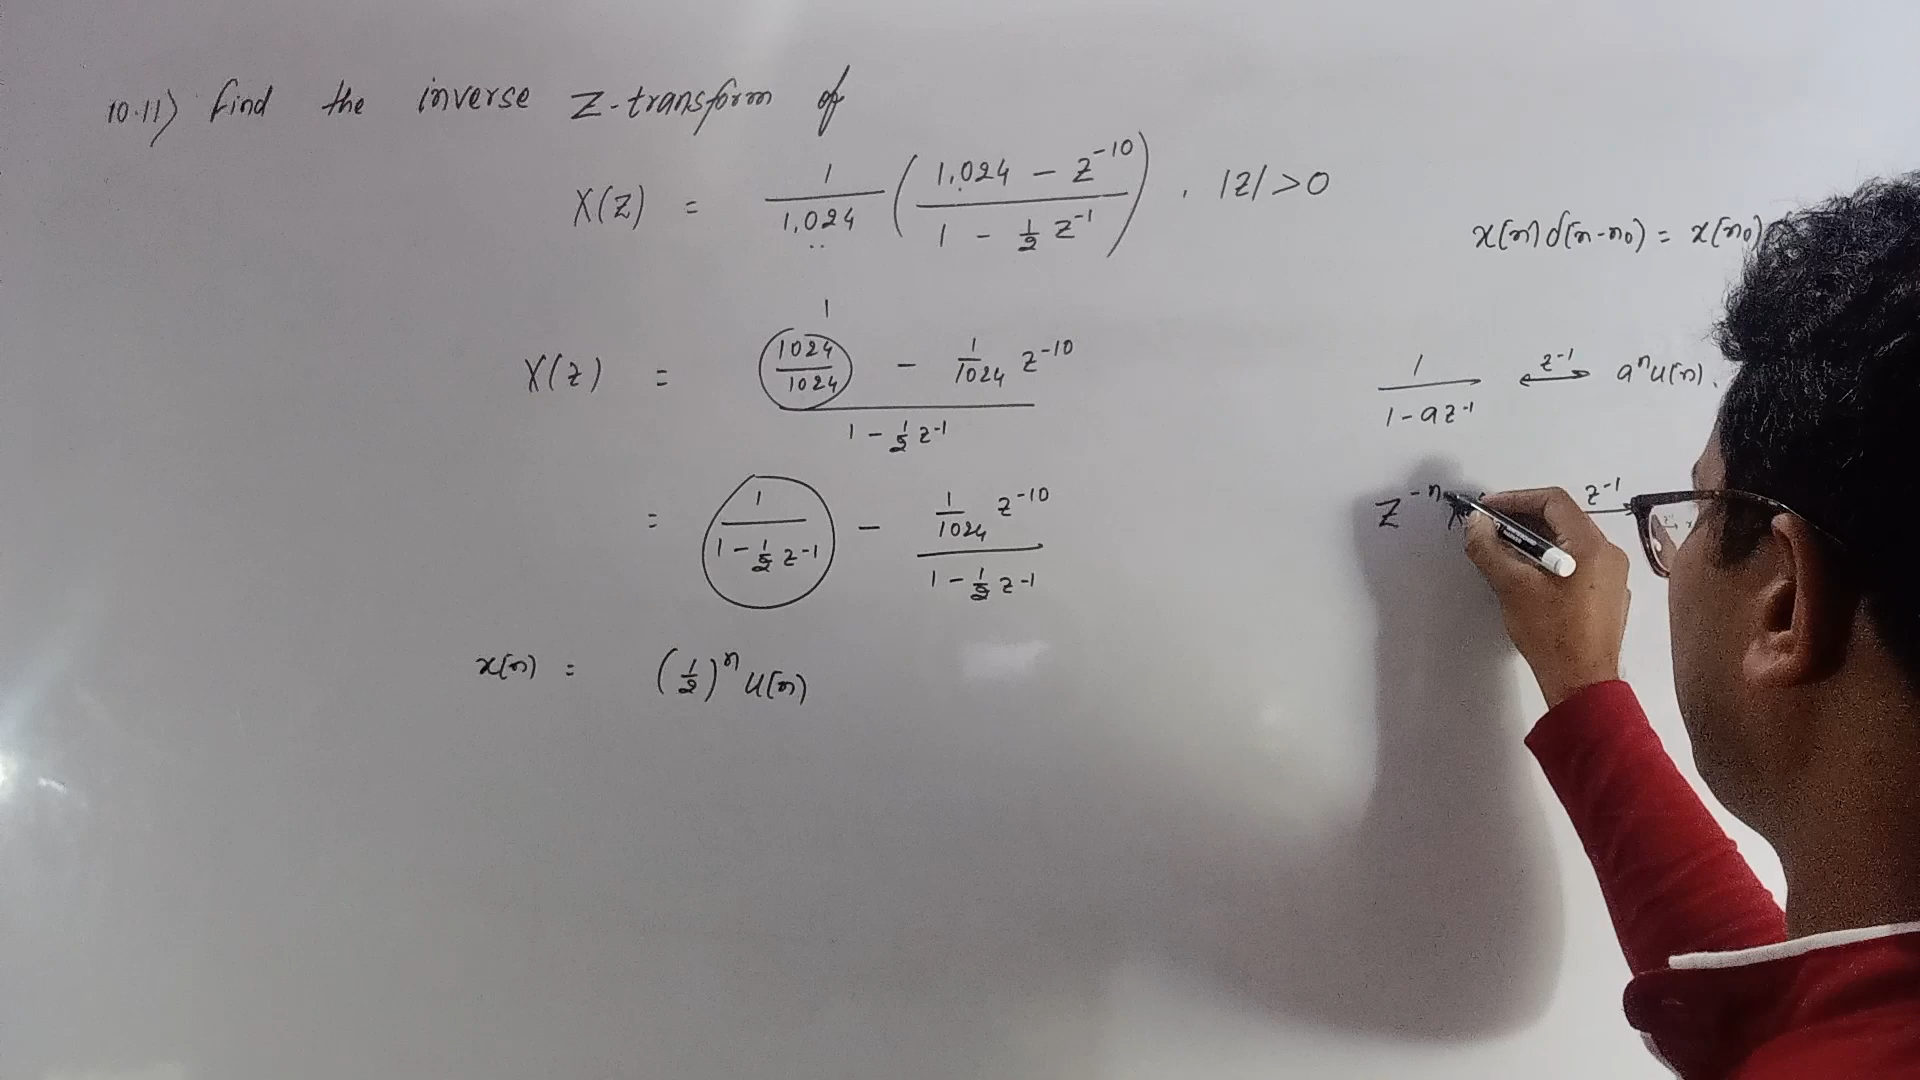 10.11) Find the inverse Z-transform of
X(Z) = 1/1,024 ( (1,024 - Z^-10) / (1 - 1/2 Z^-1) ) , |Z| > 0
x[n] δ[n-n0) = x[n0)
X(z) = ( 1024/1024 1 - 1/1024 z^-10 ) / (1 - 1/2 z^-1)
1/(1 - az^-1) z^-1 ⟷ a^n u[n).
= 1/(1 - 1/2 z^-1) - (1/1024 z^-10)/(1 - 1/2 z^-1)
z^-n z^-1 →
x[n) = (1/2)^n u[n)